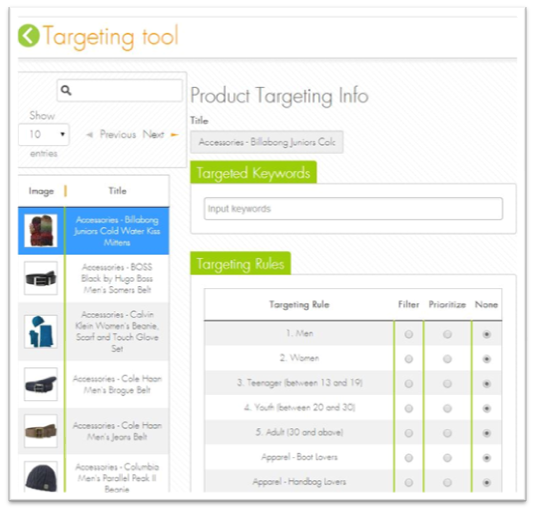 Targeting tool
Show
10
Previous Next
entries
Image Title
Accessories - Billabong
Juniors Cold Water Kiss
Mittens
Accessories - BOSS
Black by Hugo Boss
Men's Somers Belt
Accessories - Calvin
Klein Women's Beanie,
Scarf and Touch Glove
Set
Accessories - Cole Haan
Men's Brogue Belt
Accessories - Cole Haan
Men's Jeans Belt
Accessories - Columbia
Men's Parallel Peak II
Beanie
Product Targeting Info
Title
Accessories - Billabong Juniors Colc
Targeted Keywords
Input keywords
Targeting Rules
Targeting Rule Filter Prioritize None
1. Men
2. Women
3. Teenager (between 13 and 19)
4. Youth (between 20 and 30)
5. Adult (30 and above)
Apparel - Boot Lovers
Apparel - Handbag Lovers